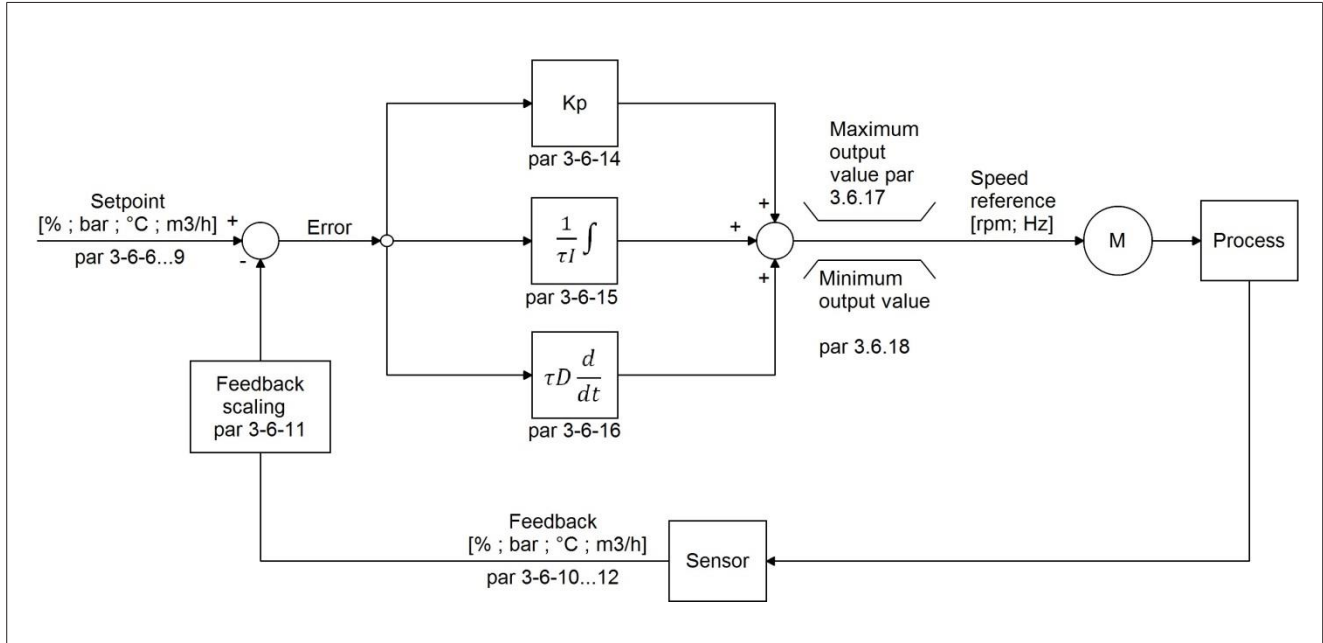 Kp
par 3-6-14
Maximum
output
value par
3.6.17
Speed
reference
[rpm; Hz]
Setpoint
[% ; bar ; °C ; m3/h]
par 3-6-6...9
+
-
Error
1
τI
∫
par 3-6-15
+
+
+
M
Process
Minimum
output value
par 3.6.18
Feedback
scaling
par 3-6-11
τD
d
dt
par 3-6-16
Feedback
[% ; bar ; °C ; m3/h]
par 3-6-10...12
Sensor